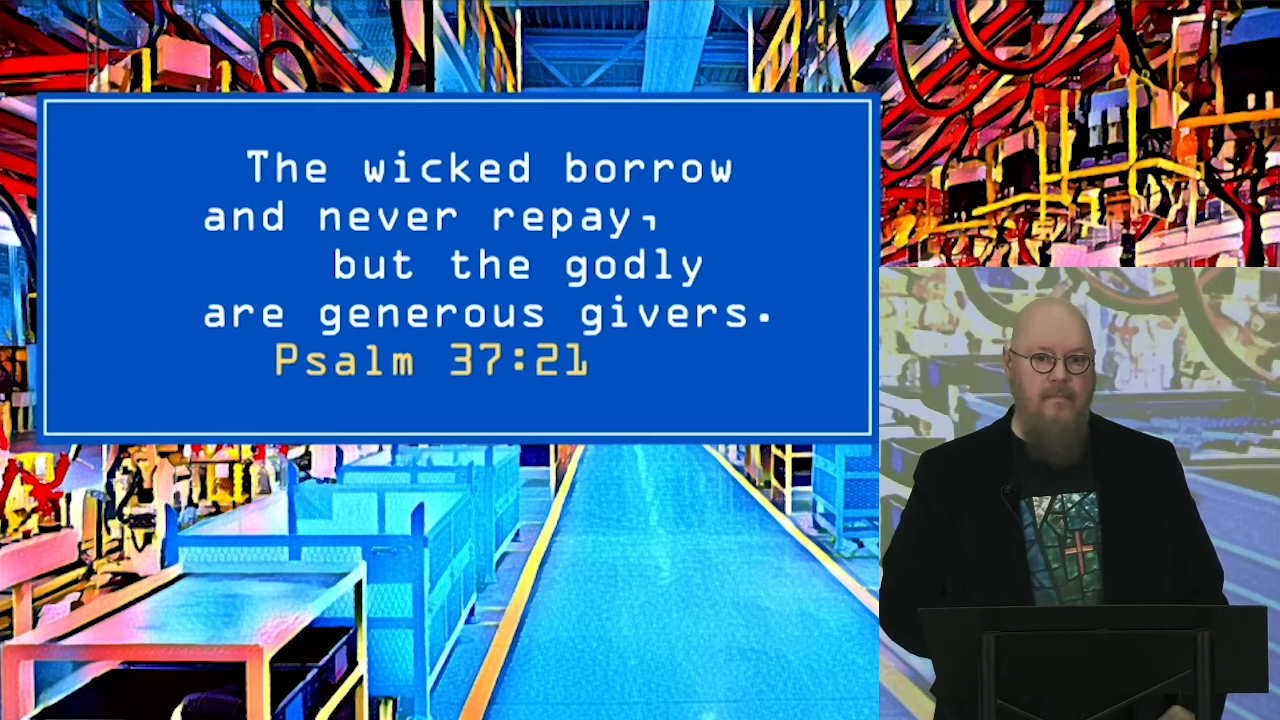 The wicked borrow
and never repay,
but the godly
are generous givers.
Psalm 37:21